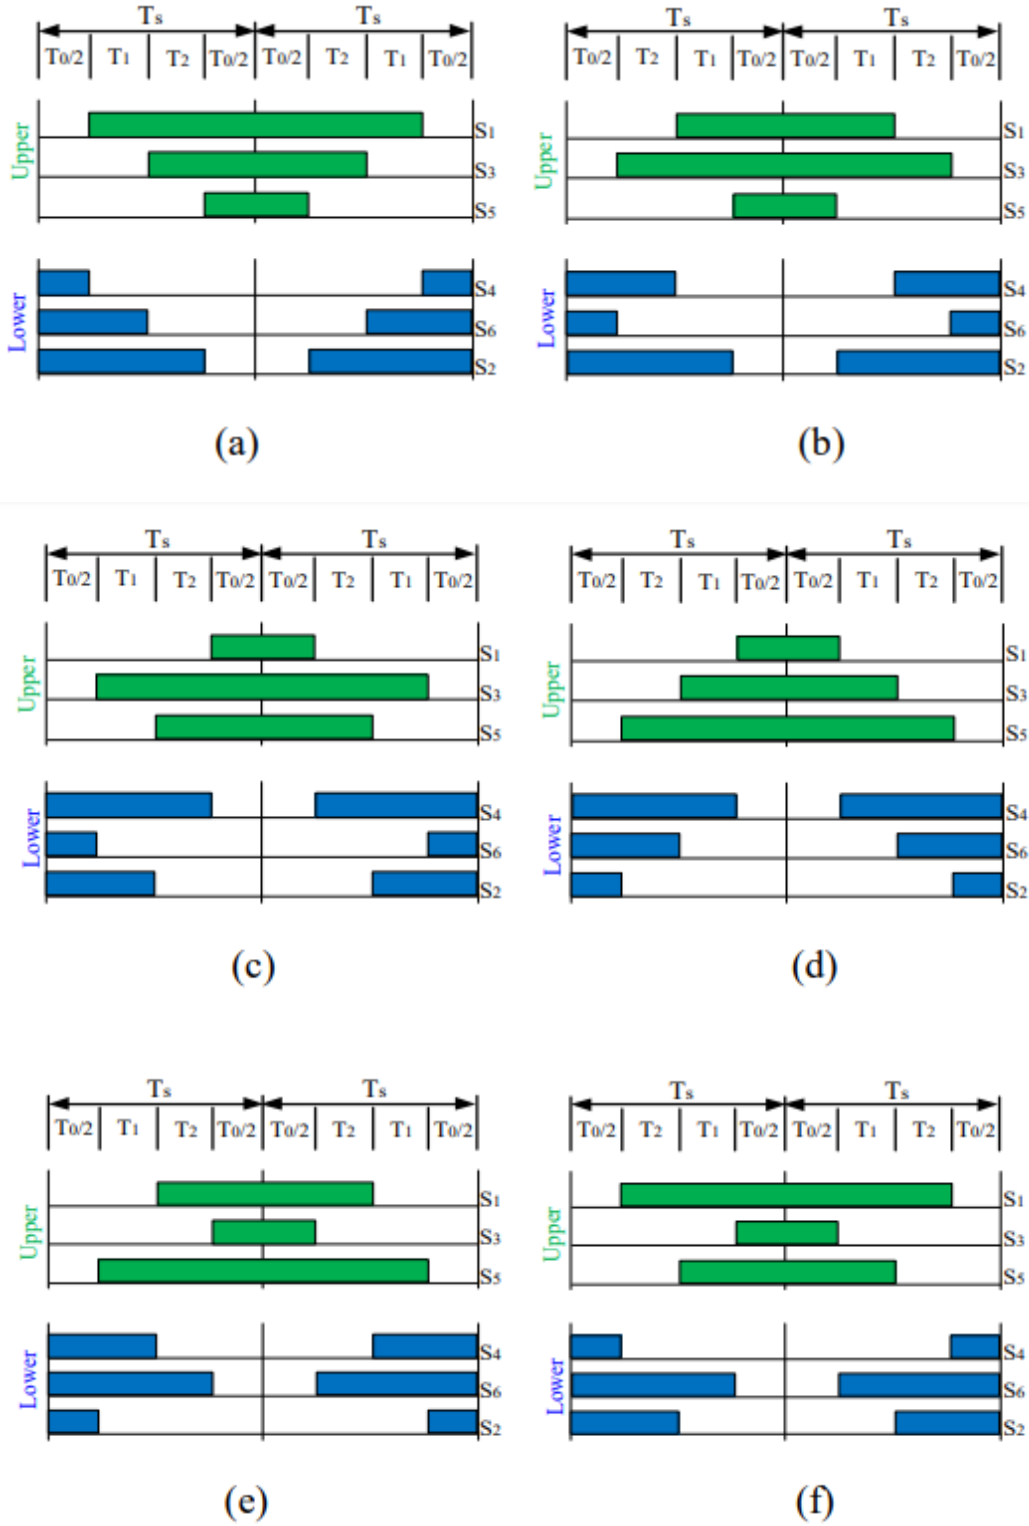 Ts Ts
T0/2 T1 T2 T0/2 T0/2 T2 T1 T0/2
Upper
S1
S3
S5
Lower
S4
S6
S2
(a)
Ts Ts
T0/2 T2 T1 T0/2 T0/2 T1 T2 T0/2
Upper
S1
S3
S5
Lower
S4
S6
S2
(b)
Ts Ts
T0/2 T1 T2 T0/2 T0/2 T2 T1 T0/2
Upper
S1
S3
S5
Lower
S4
S6
S2
(c)
Ts Ts
T0/2 T2 T1 T0/2 T0/2 T1 T2 T0/2
Upper
S1
S3
S5
Lower
S4
S6
S2
(d)
Ts Ts
T0/2 T1 T2 T0/2 T0/2 T2 T1 T0/2
Upper
S1
S3
S5
Lower
S4
S6
S2
(e)
Ts Ts
T0/2 T2 T1 T0/2 T0/2 T1 T2 T0/2
Upper
S1
S3
S5
Lower
S4
S6
S2
(f)